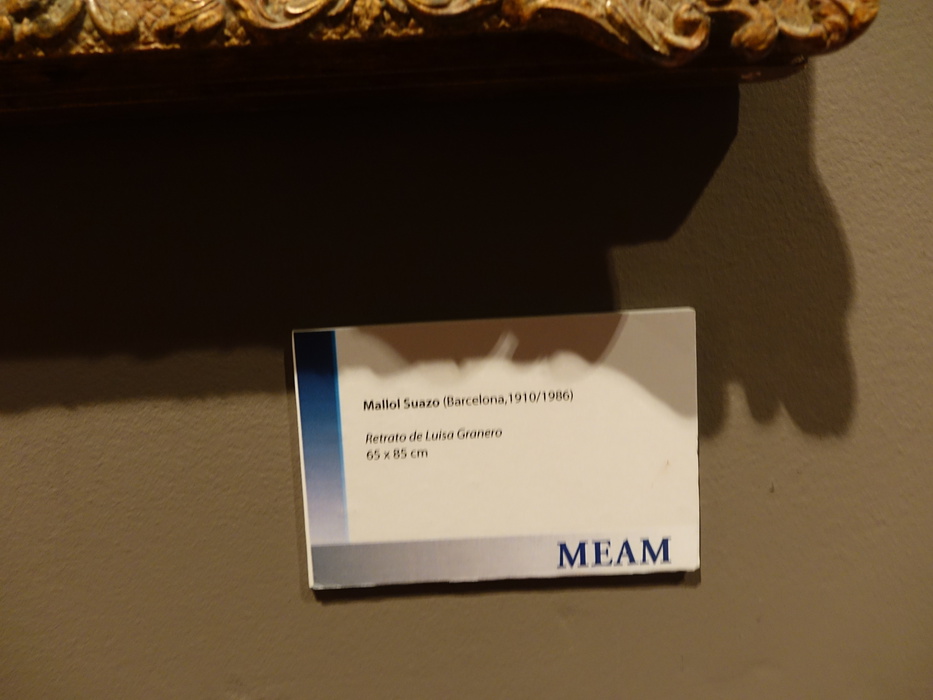 Mallol Suazo (Barcelona,1910/1986)
Retrato de Luisa Granero
65 x 85 cm
MEAM